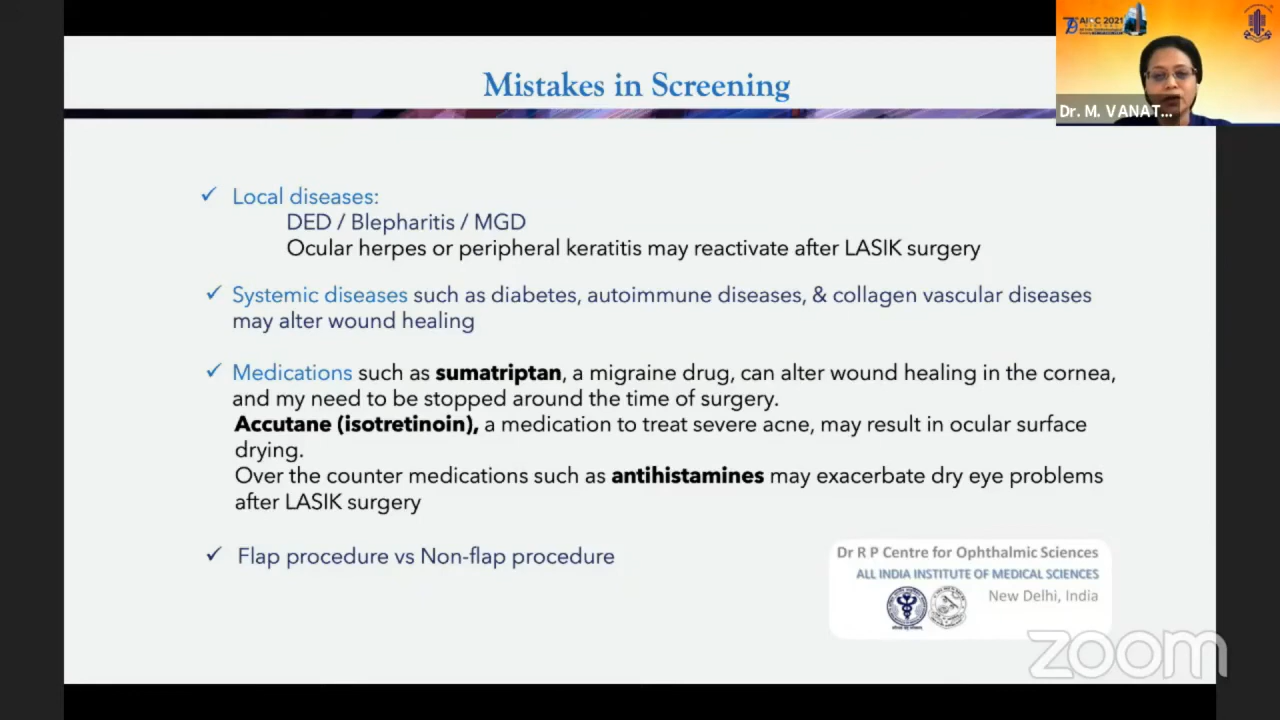 Mistakes in Screening
AIOC 2021
Dr. M. VANAT...
✓ Local diseases:
DED / Blepharitis / MGD
Ocular herpes or peripheral keratitis may reactivate after LASIK surgery
✓ Systemic diseases such as diabetes, autoimmune diseases, & collagen vascular diseases
may alter wound healing
✓ Medications such as sumatriptan, a migraine drug, can alter wound healing in the cornea,
and my need to be stopped around the time of surgery.
Accutane (isotretinoin), a medication to treat severe acne, may result in ocular surface
drying.
Over the counter medications such as antihistamines may exacerbate dry eye problems
after LASIK surgery
✓ Flap procedure vs Non-flap procedure
Dr R P Centre for Ophthalmic Sciences
ALL INDIA INSTITUTE OF MEDICAL SCIENCES
New Delhi, India
zoom